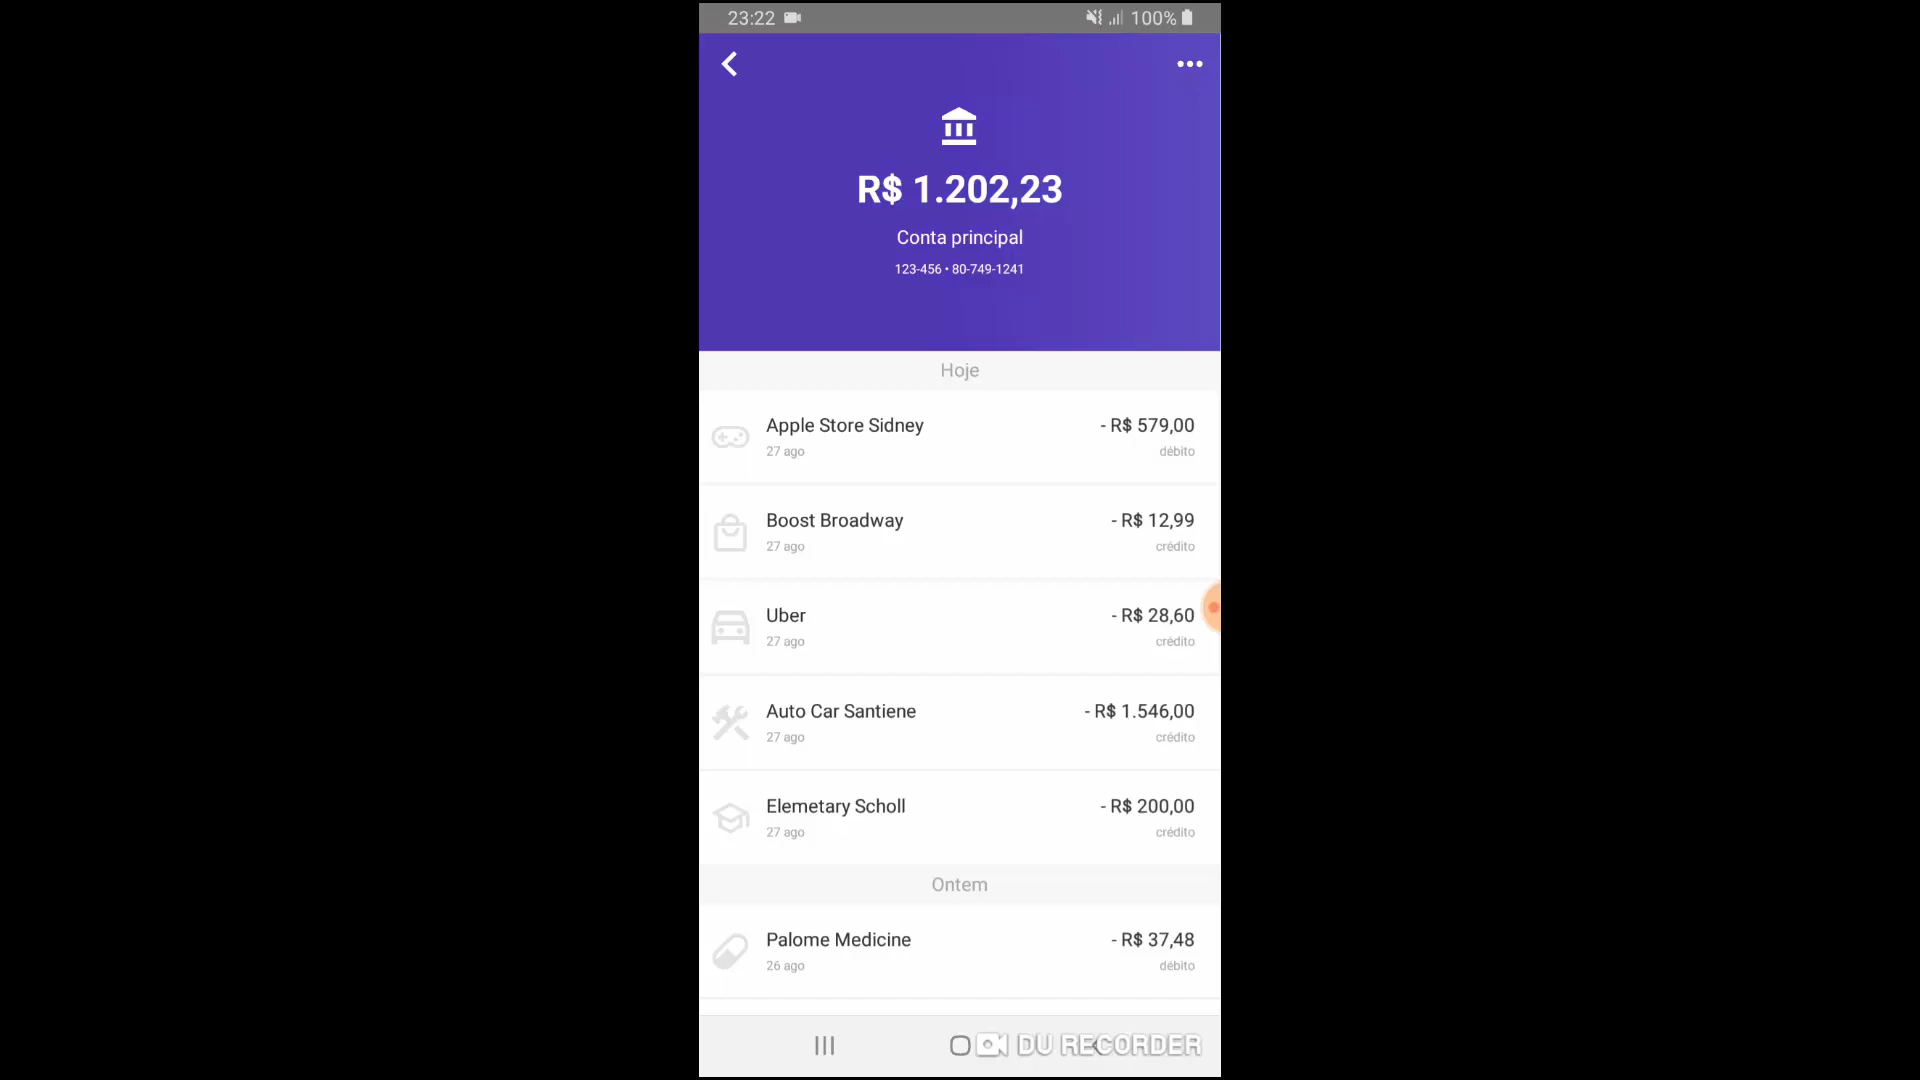 23:22 100%
R$ 1.202,23
Conta principal
123-456 • 80-749-1241
Hoje
Apple Store Sidney - R$ 579,00
27 ago débito
Boost Broadway - R$ 12,99
27 ago crédito
Uber - R$ 28,60
27 ago crédito
Auto Car Santiene - R$ 1.546,00
27 ago crédito
Elemetary Scholl - R$ 200,00
27 ago crédito
Ontem
Palome Medicine - R$ 37,48
26 ago débito
DU RECORDER